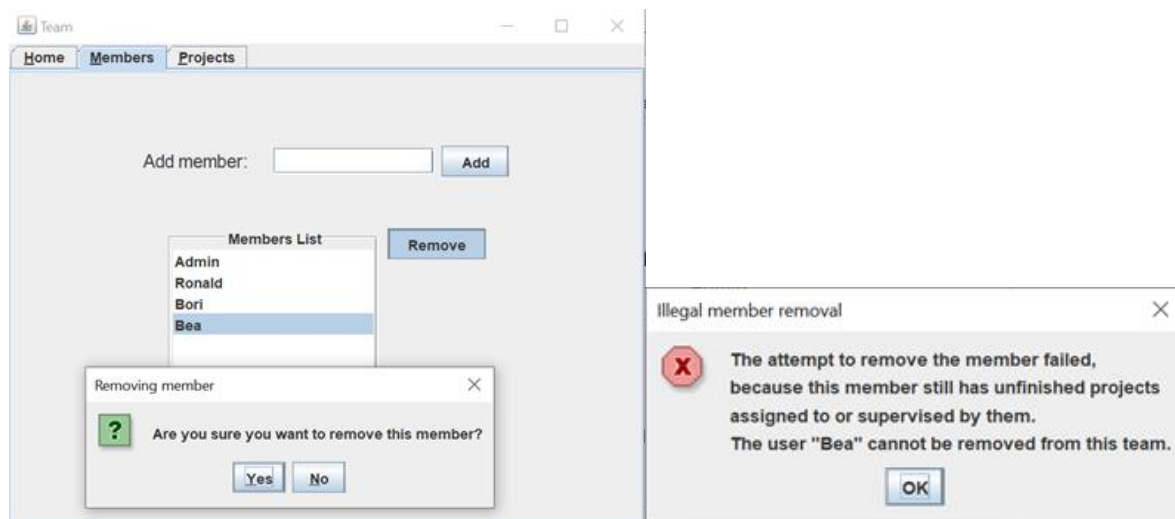 Team
Home Members Projects
Add member: Add
Members List
Remove
Admin
Ronald
Bori
Bea
Removing member
Are you sure you want to remove this member?
Yes No
Illegal member removal
The attempt to remove the member failed,
because this member still has unfinished projects
assigned to or supervised by them.
The user "Bea" cannot be removed from this team.
OK